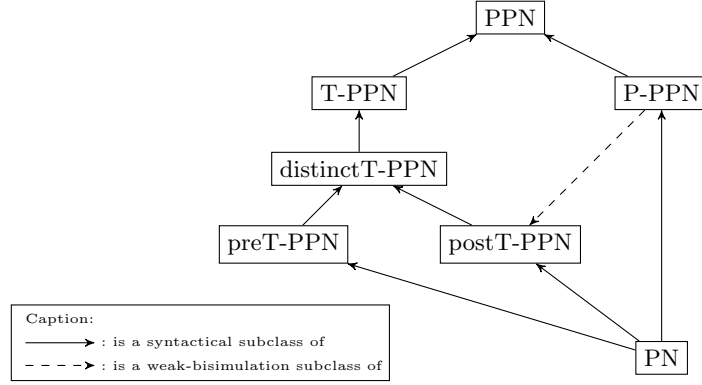 PPN
T-PPN
P-PPN
distinctT-PPN
preT-PPN
postT-PPN
Caption:
: is a syntactical subclass of
: is a weak-bisimulation subclass of
PN